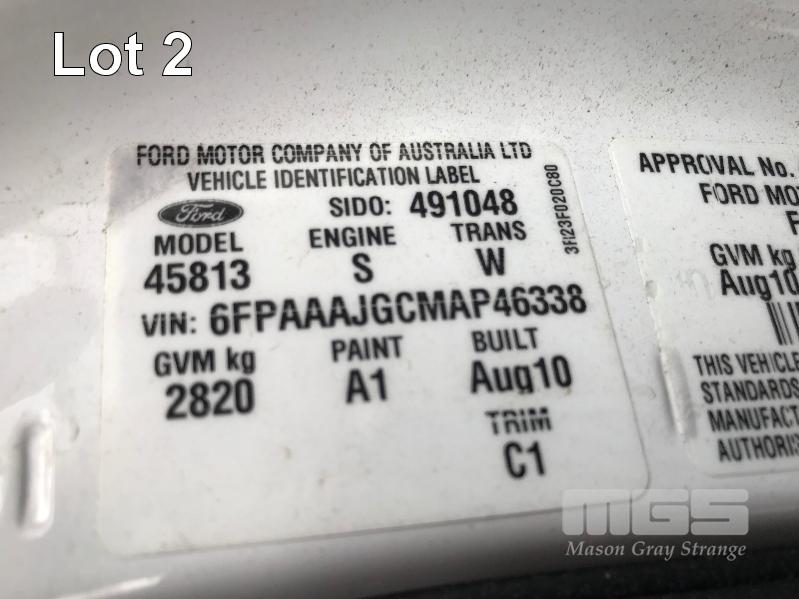 Lot 2
FORD MOTOR COMPANY OF AUSTRALIA LTD
VEHICLE IDENTIFICATION LABEL
Ford
SIDO: 491048
MODEL ENGINE TRANS
45813 S W
VIN: 6FPAAAJGCMAP46338
GVM kg PAINT BUILT
2820 A1 Aug10
TRIM
C1
3FI23F020C80
APPROVAL No.
FORD MO
F
GVM kg
Aug10
THIS VEHICLE
STANDARDS
MANUFACT
AUTHORIS
MGS
Mason Gray Strange